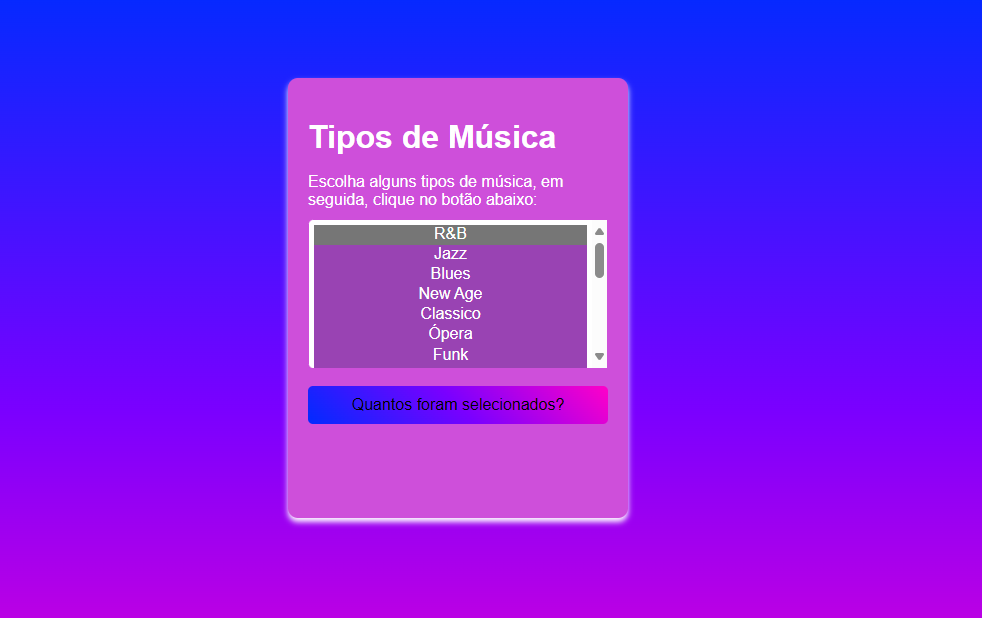 Tipos de Música
Escolha alguns tipos de música, em
seguida, clique no botão abaixo:
R&B
Jazz
Blues
New Age
Classico
Ópera
Funk
Quantos foram selecionados?